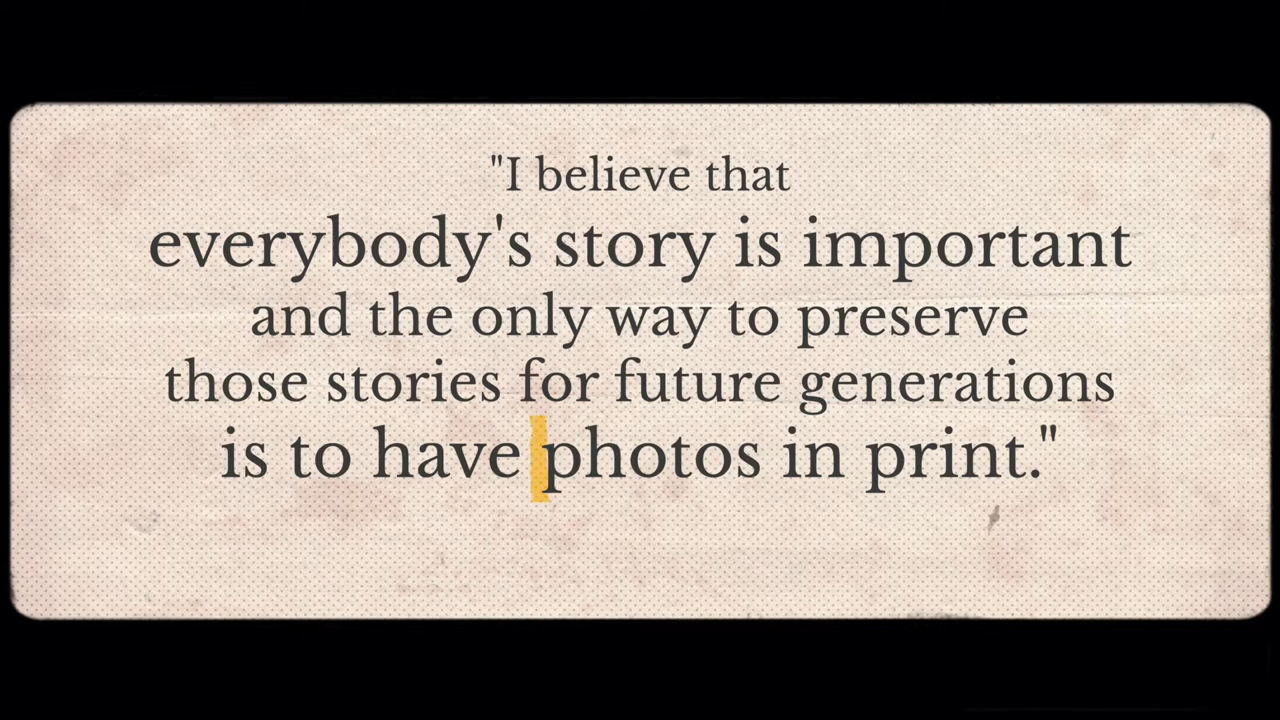 "I believe that
everybody's story is important
and the only way to preserve
those stories for future generations
is to have photos in print."